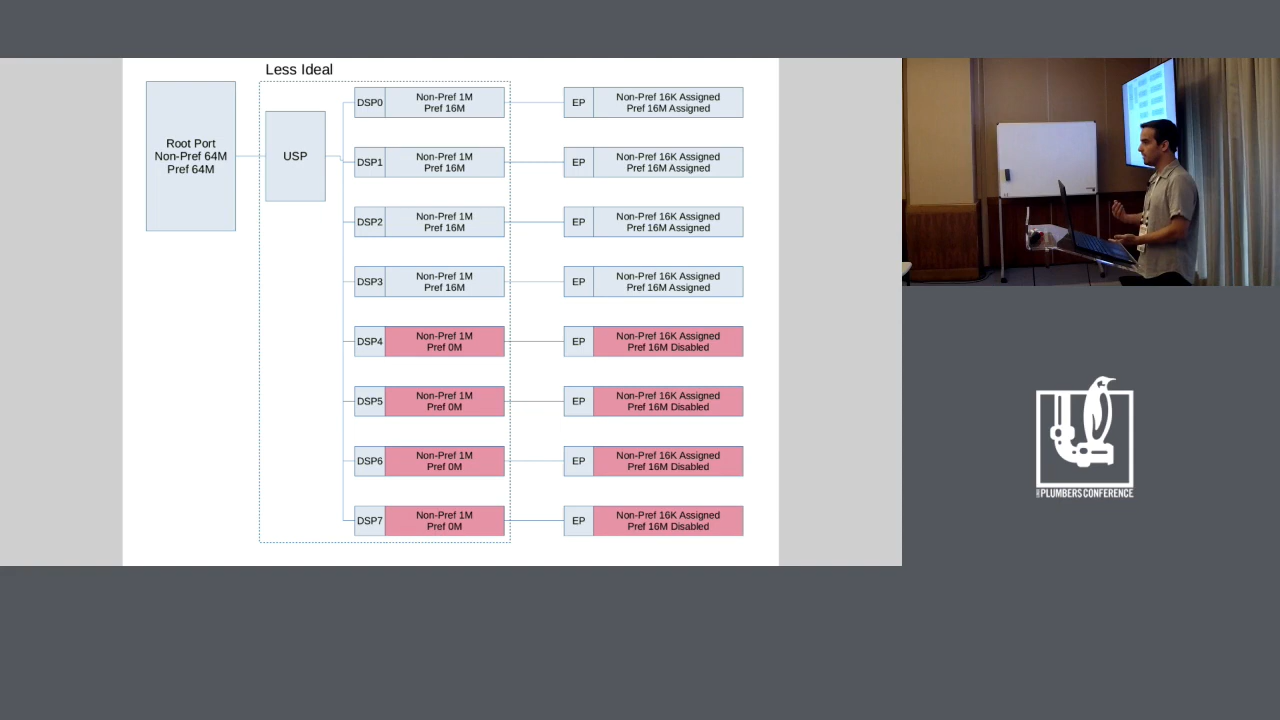 Less Ideal
Root Port
Non-Pref 64M
Pref 64M
USP
DSP0
Non-Pref 1M
Pref 16M
EP
Non-Pref 16K Assigned
Pref 16M Assigned
DSP1
Non-Pref 1M
Pref 16M
EP
Non-Pref 16K Assigned
Pref 16M Assigned
DSP2
Non-Pref 1M
Pref 16M
EP
Non-Pref 16K Assigned
Pref 16M Assigned
DSP3
Non-Pref 1M
Pref 16M
EP
Non-Pref 16K Assigned
Pref 16M Assigned
DSP4
Non-Pref 1M
Pref 0M
EP
Non-Pref 16K Assigned
Pref 16M Disabled
DSP5
Non-Pref 1M
Pref 0M
EP
Non-Pref 16K Assigned
Pref 16M Disabled
DSP6
Non-Pref 1M
Pref 0M
EP
Non-Pref 16K Assigned
Pref 16M Disabled
DSP7
Non-Pref 1M
Pref 0M
EP
Non-Pref 16K Assigned
Pref 16M Disabled
PLUMBERS CONFERENCE